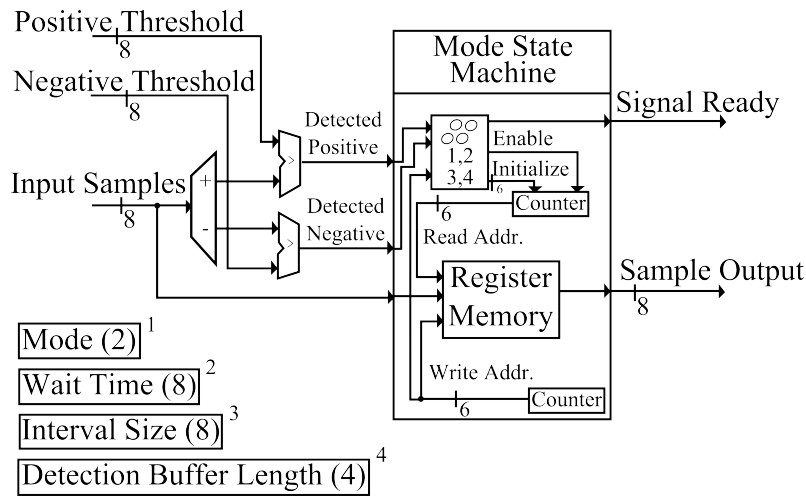 Positive Threshold
8
Negative Threshold
8
Input Samples
8
+
-
>
>
Detected
Positive
Detected
Negative
Mode State
Machine
1,2
3,4
Signal Ready
Enable
Initialize
6
Counter
6
Read Addr.
Register
Memory
Sample Output
8
Write Addr.
6
Counter
Mode (2) 1
Wait Time (8) 2
Interval Size (8) 3
Detection Buffer Length (4) 4